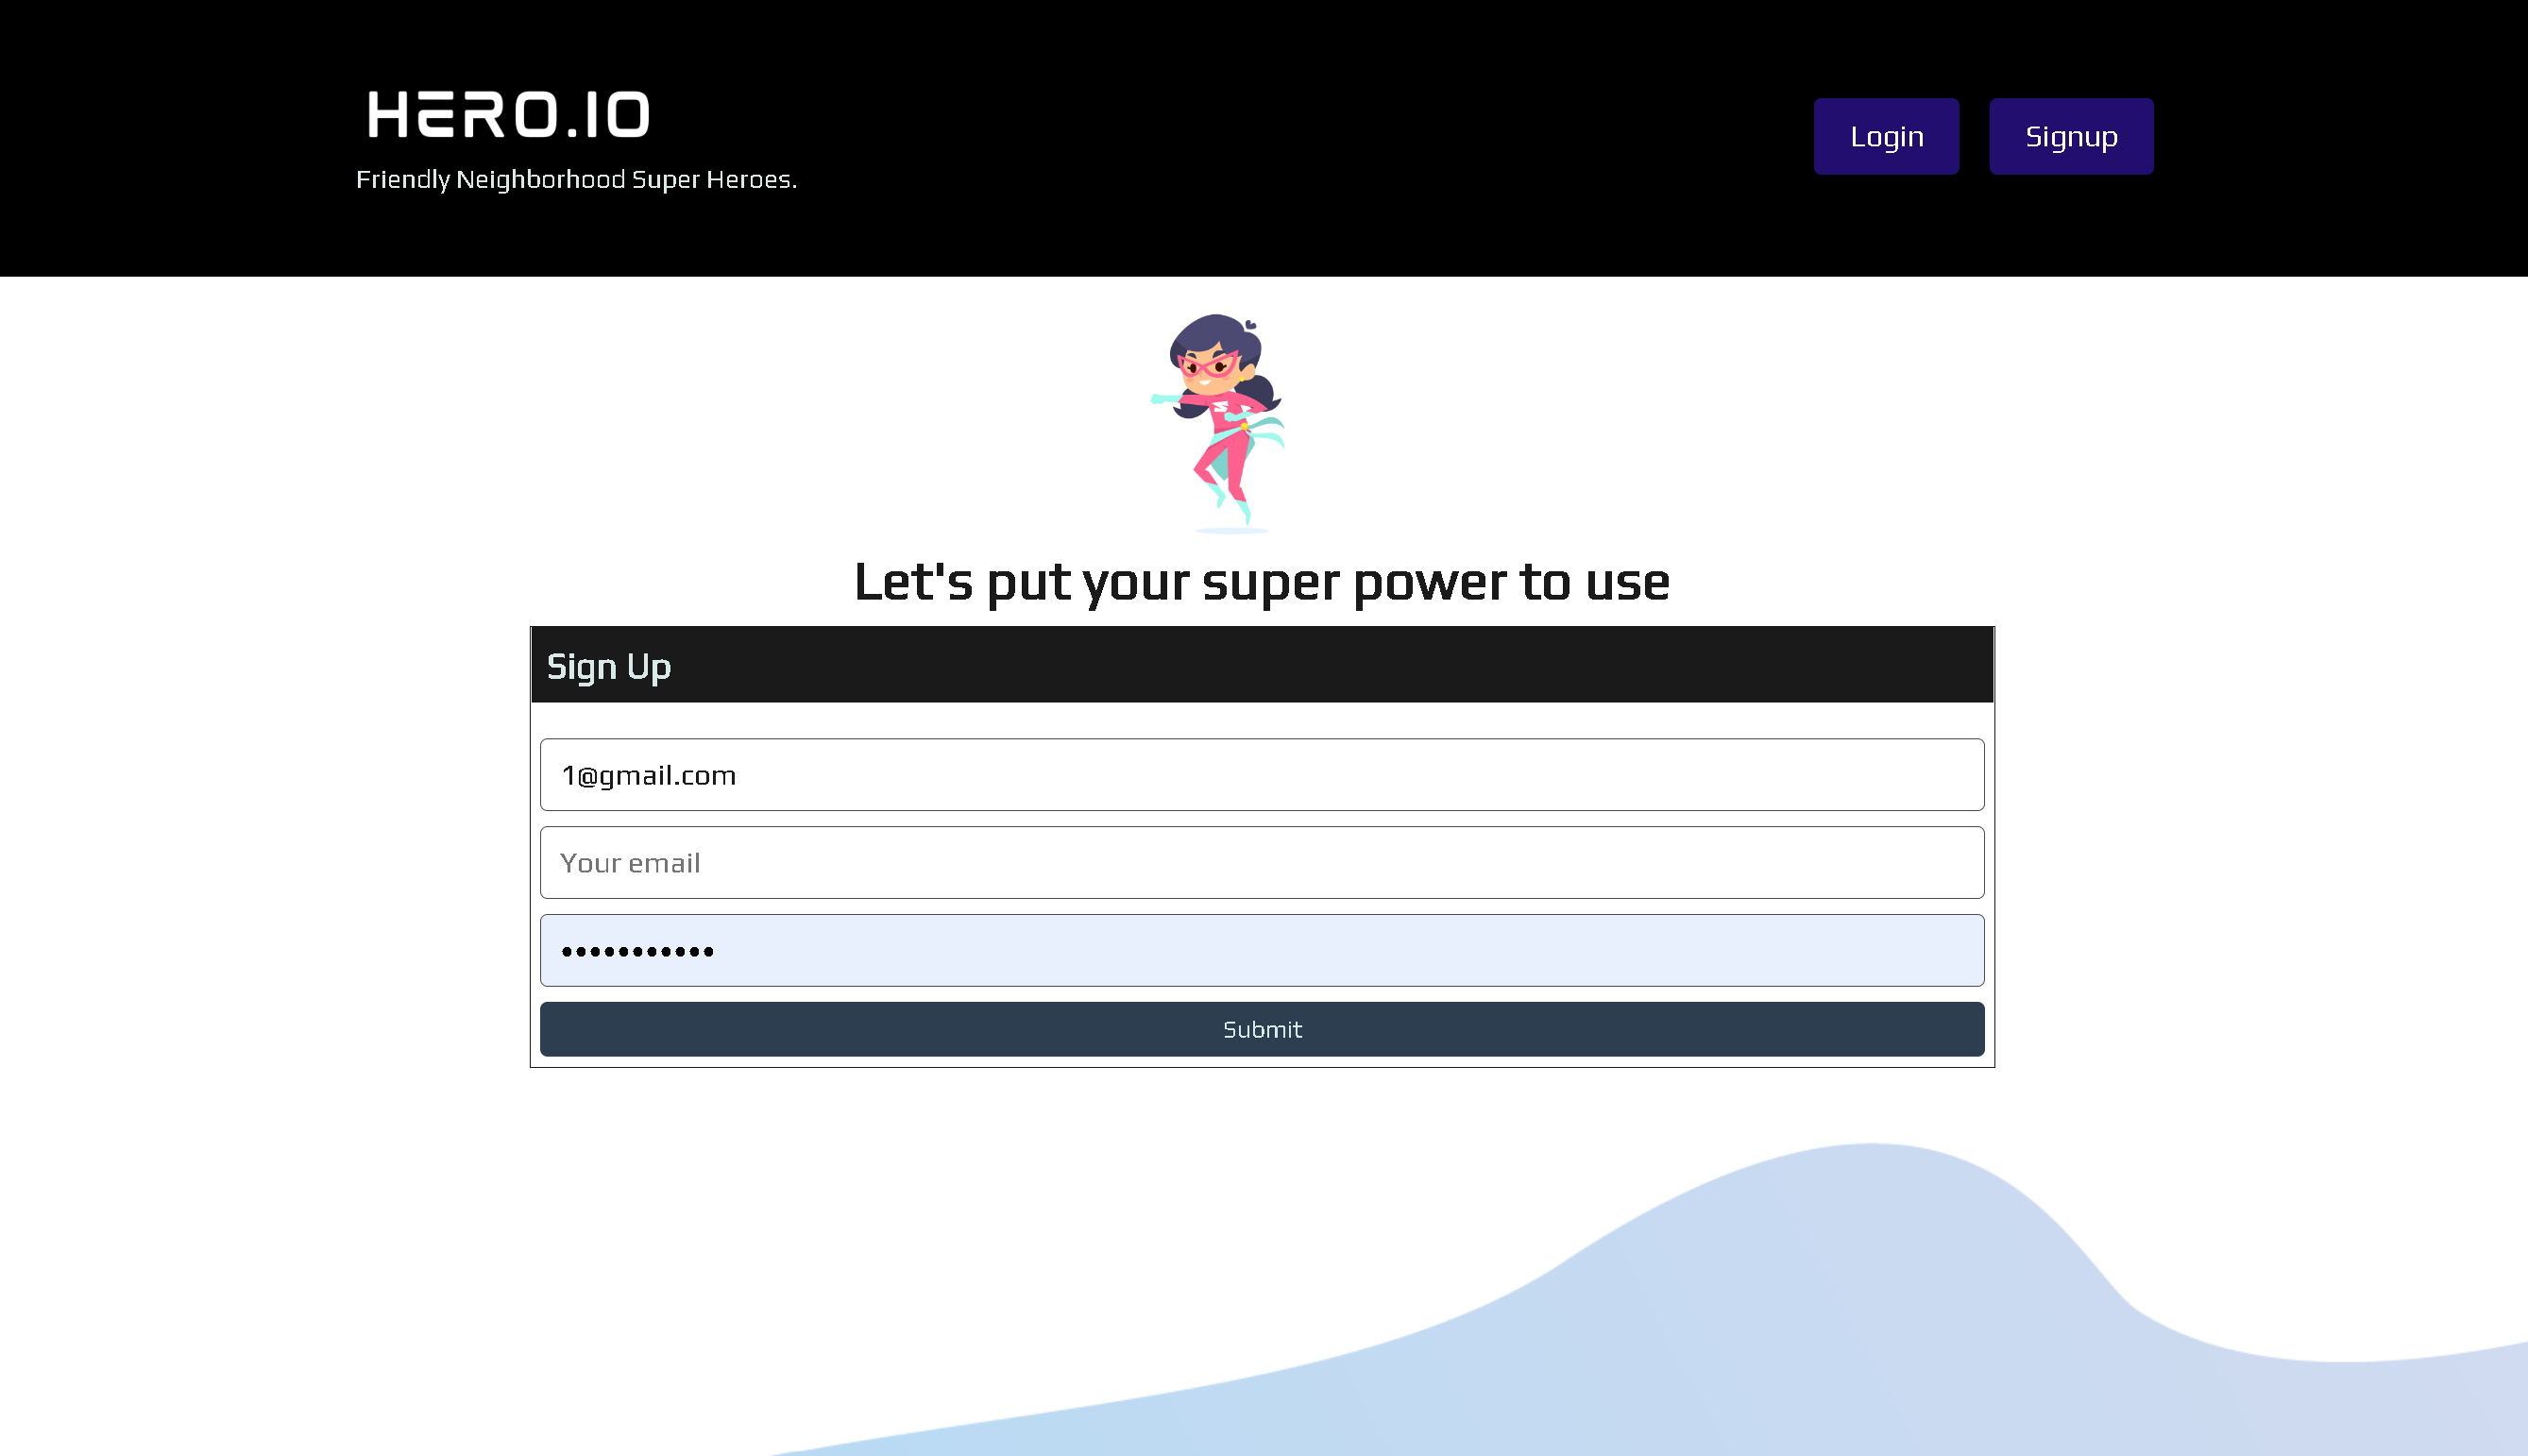 HERO.IO
Friendly Neighborhood Super Heroes.
Login
Signup
Let's put your super power to use
Sign Up
1@gmail.com
Your email
•••••••••••
Submit